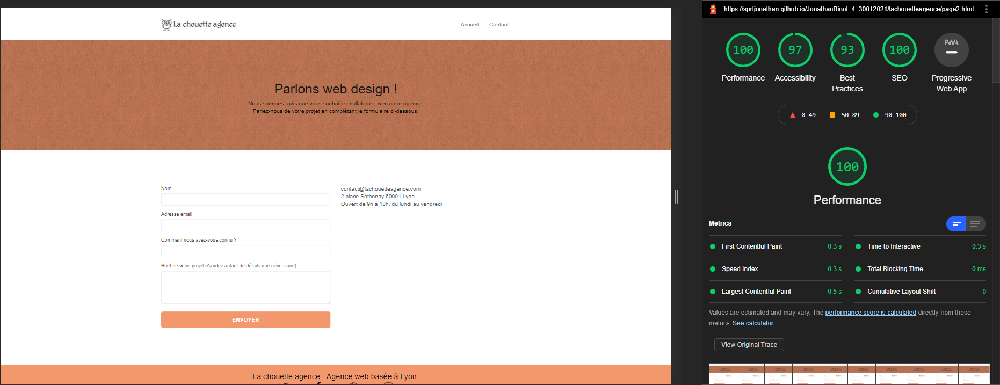 La chouette agence
Accueil Contact
Parlons web design !
Nous sommes ravis que vous souhaitiez collaborer avec notre agence.
Parlez-nous de votre projet en complétant le formulaire ci-dessous.
Nom
Adresse email
Comment nous avez-vous connu ?
Brief de votre projet (Ajoutez autant de détails que nécessaire)
ENVOYER
contact@lachouetteagence.com
2 place Sathonay 69001 Lyon
Ouvert de 9h à 18h, du lundi au vendredi
La chouette agence - Agence web basée à Lyon.
https://sprtjonathan.github.io/JonathanBinot_4_30012021/lachouetteagence/page2.html
100 97 93 100 PWA
Performance Accessibility Best Practices SEO Progressive Web App
0–49 50–89 90–100
100
Performance
Metrics
First Contentful Paint 0.3 s
Time to Interactive 0.3 s
Speed Index 0.3 s
Total Blocking Time 0 ms
Largest Contentful Paint 0.5 s
Cumulative Layout Shift 0
Values are estimated and may vary. The performance score is calculated directly from these
metrics. See calculator.
View Original Trace